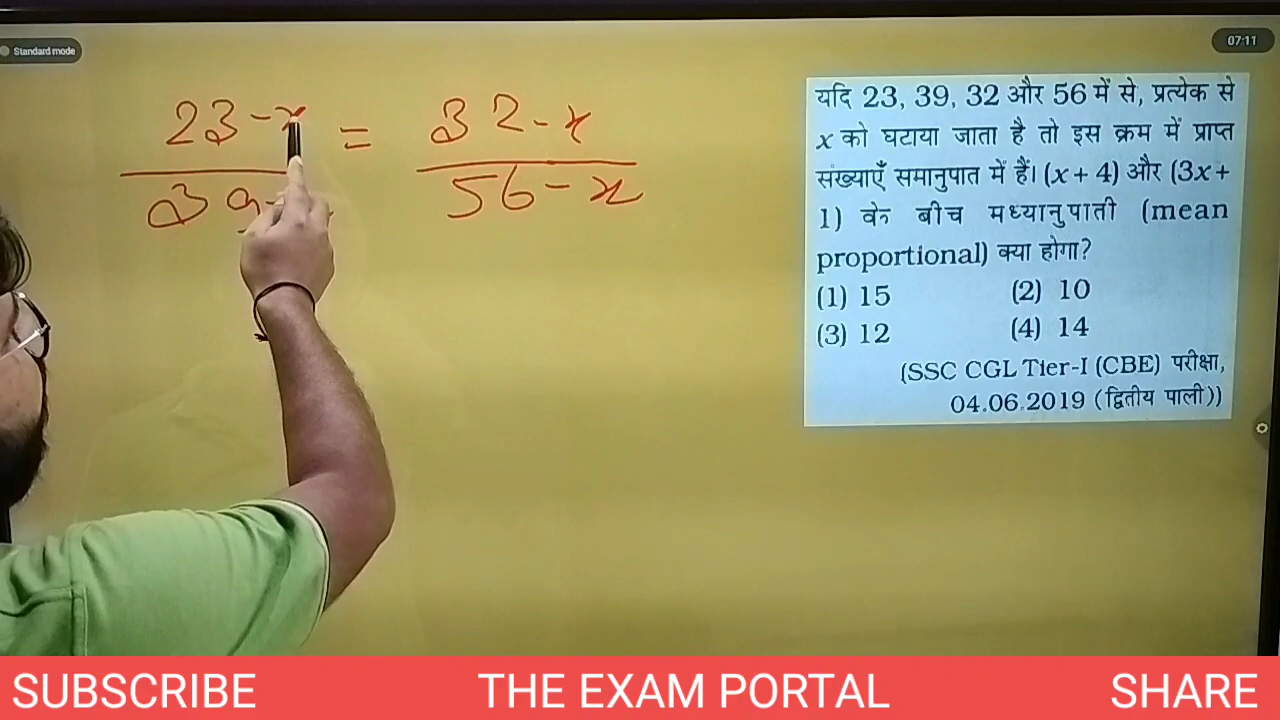 Standard mode
07:11
23-x = 32-x
39- 56-x
यदि 23, 39, 32 और 56 में से, प्रत्येक से
x को घटाया जाता है तो इस क्रम में प्राप्त
संख्याएँ समानुपात में हैं। (x + 4) और (3x +
1) के बीच मध्यानुपाती (mean
proportional) क्या होगा?
(1) 15 (2) 10
(3) 12 (4) 14
(SSC CGL Tier-I (CBE) परीक्षा,
04.06.2019 (द्वितीय पाली))
SUBSCRIBE THE EXAM PORTAL SHARE